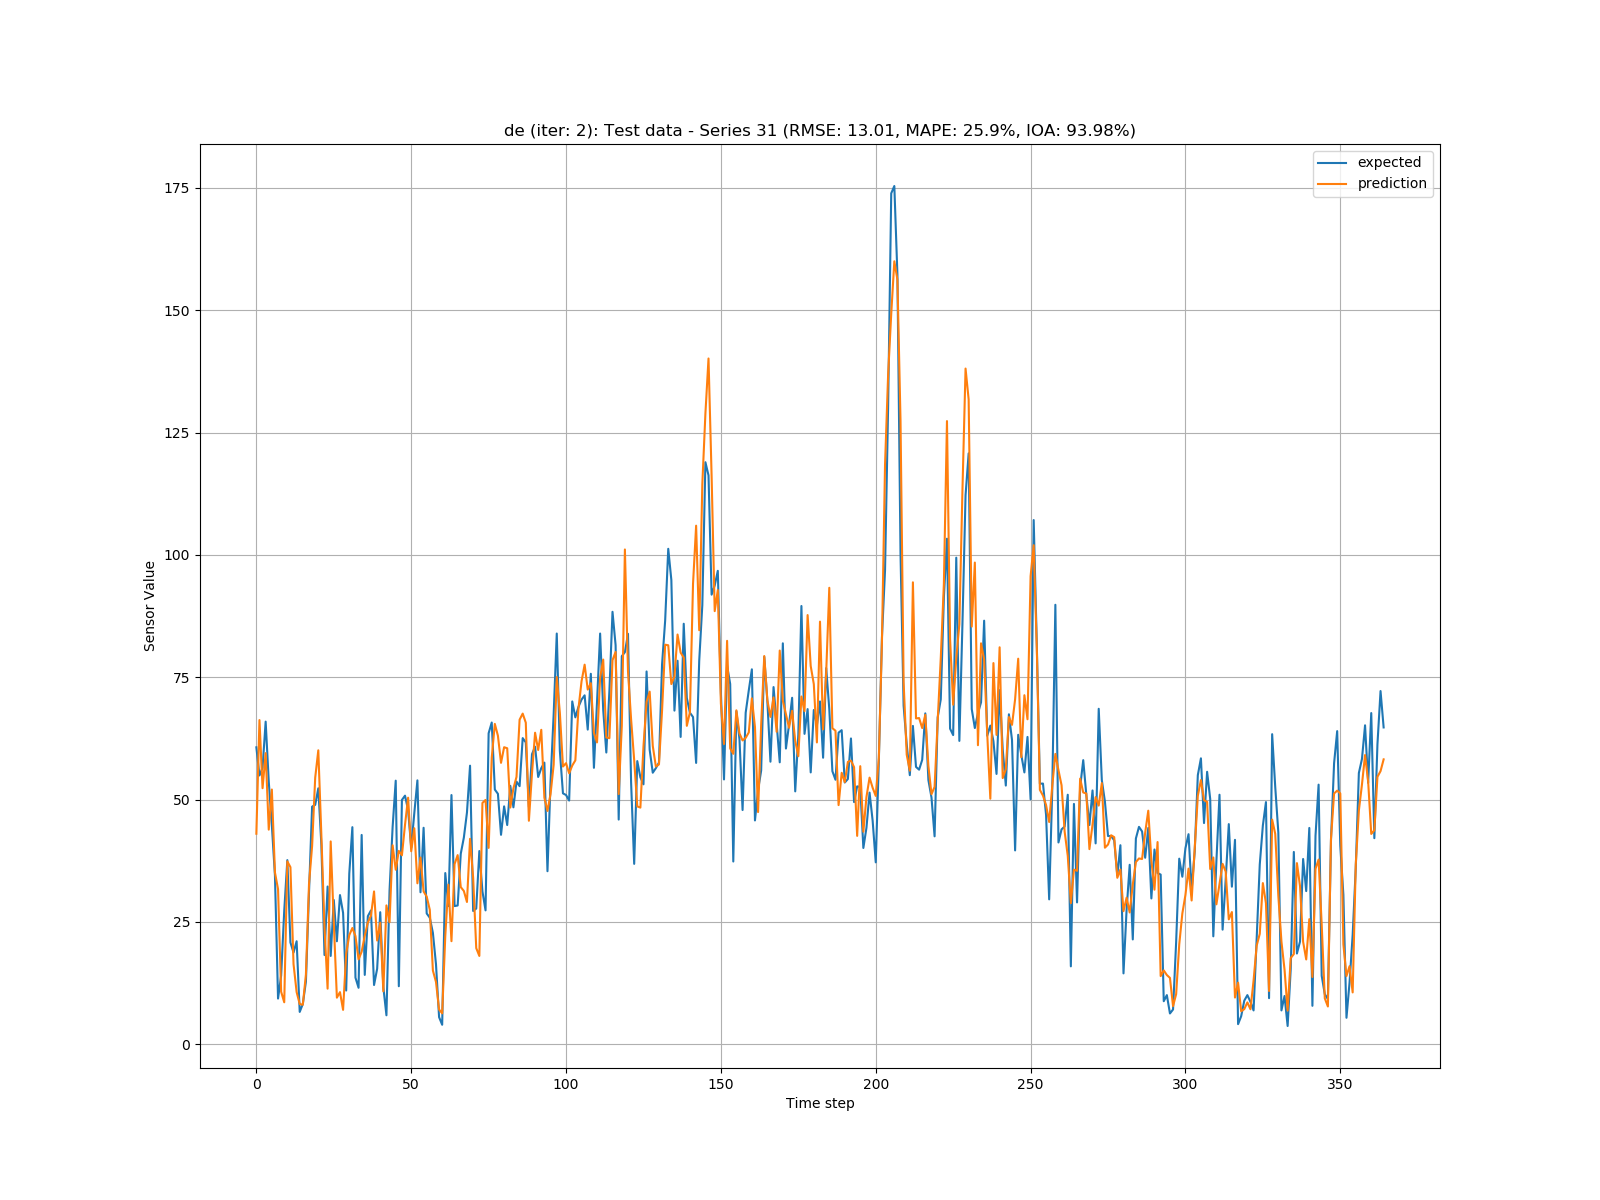 de (iter: 2): Test data - Series 31 (RMSE: 13.01, MAPE: 25.9%, IOA: 93.98%)
expected
prediction
175
150
125
100
75
50
25
0
Sensor Value
0 50 100 150 200 250 300 350
Time step